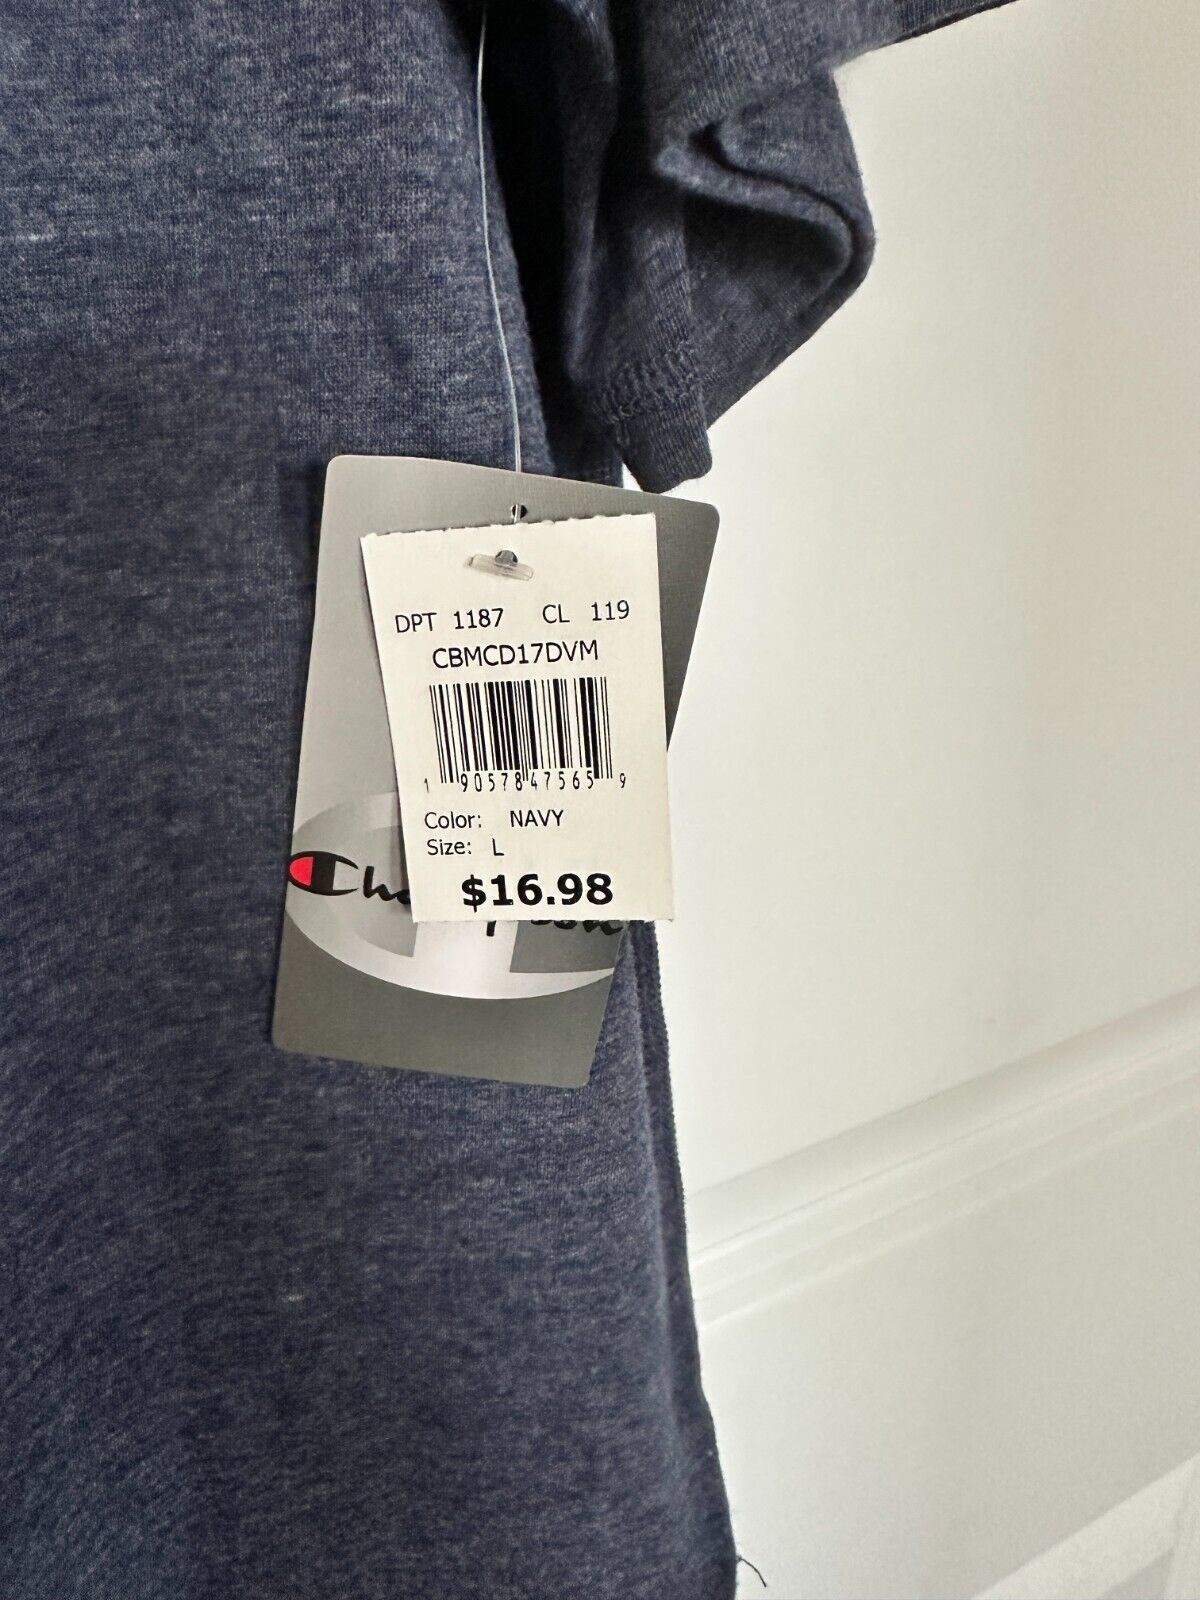 DPT 1187 CL 119
CBMCD17DVM
1 90578 47565 9
Color: NAVY
Size: L
$16.98